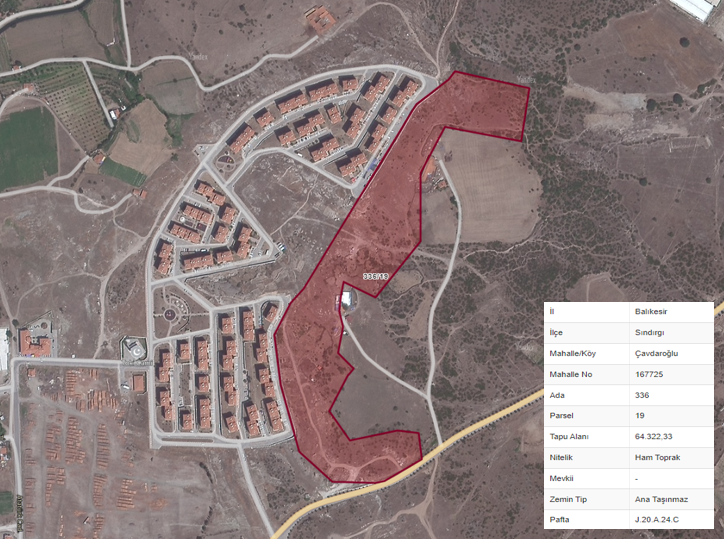 336/19
İl Balıkesir
İlçe Sındırgı
Mahalle/Köy Çavdaroğlu
Mahalle No 167725
Ada 336
Parsel 19
Tapu Alanı 64.322,33
Nitelik Ham Toprak
Mevkii -
Zemin Tip Ana Taşınmaz
Pafta J.20.A.24.C